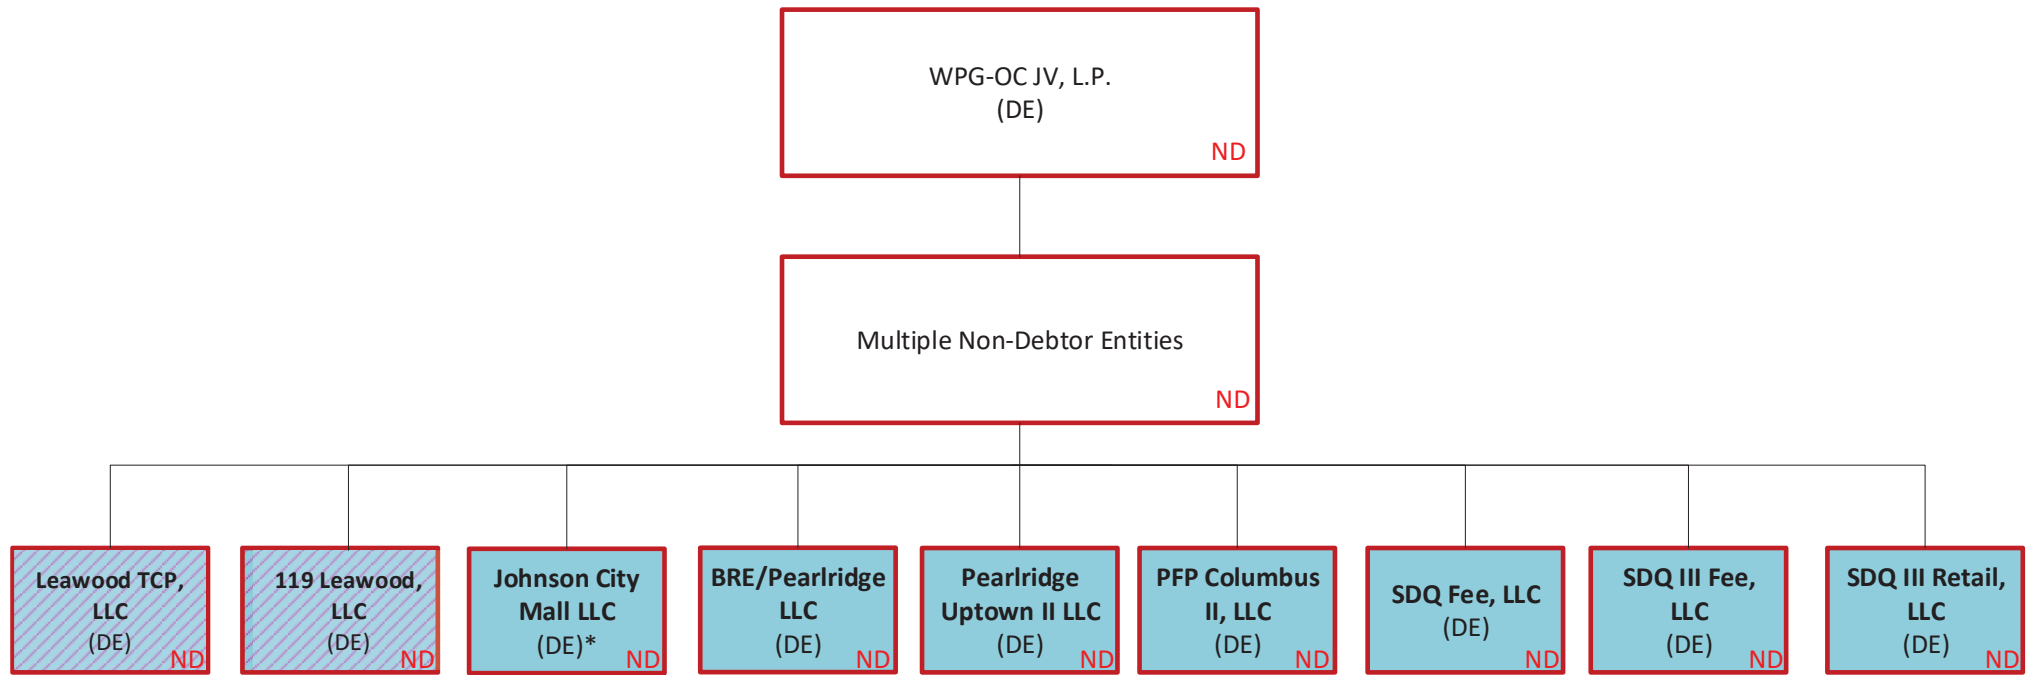 WPG-OC JV, L.P.
(DE)
ND
Multiple Non-Debtor Entities
ND
Leawood TCP,
LLC
(DE)
ND
119 Leawood,
LLC
(DE)
ND
Johnson City
Mall LLC
(DE)*
ND
BRE/Pearlridge
LLC
(DE)
ND
Pearlridge
Uptown II LLC
(DE)
ND
PFP Columbus
II, LLC
(DE)
ND
SDQ Fee, LLC
(DE)
ND
SDQ III Fee,
LLC
(DE)
ND
SDQ III Retail,
LLC
(DE)
ND